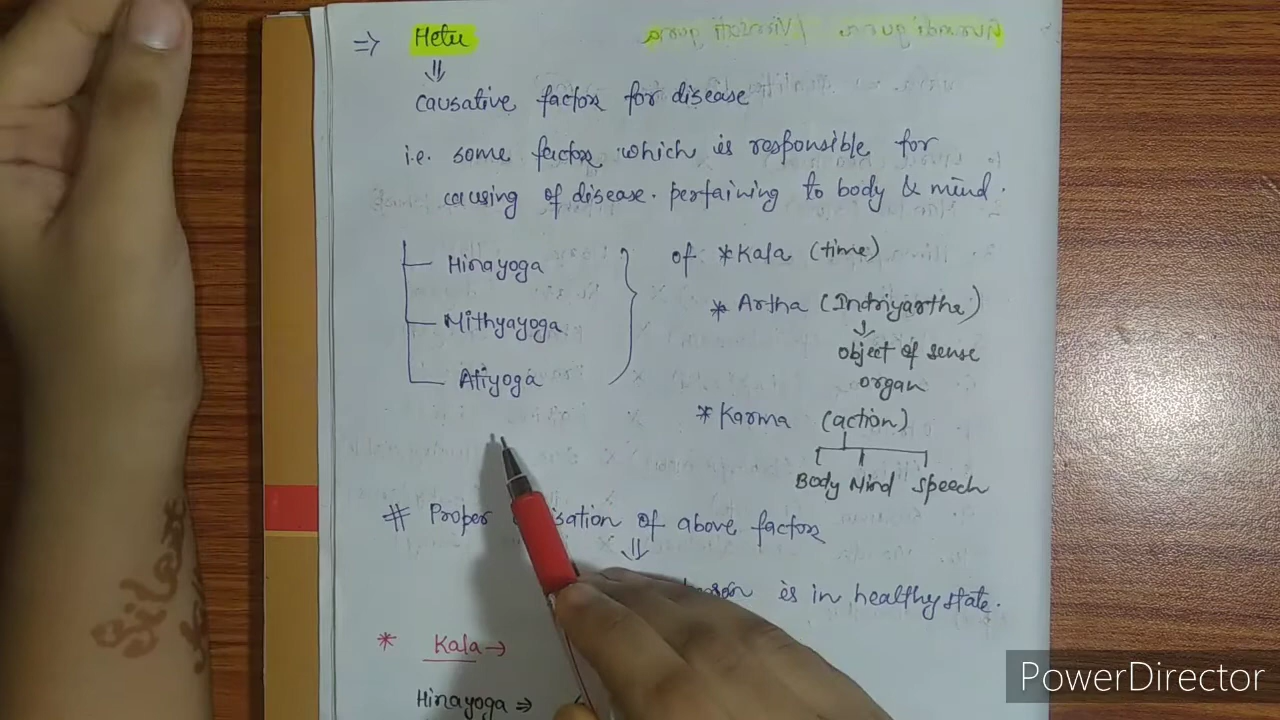 ⇒ Hetu
⇓
causative factor for disease
i.e. some factor which is responsible for
causing of disease. pertaining to body & mind.
Hinayoga
Mithyayoga
Atiyoga
of *Kala (time)
* Artha (Indriyartha)
↓
object of sense
organ
* Karma (action)
Body Mind Speech
# Proper of above factor
⇓
is in healthy state.
* Kala →
Hinayoga ⇒
PowerDirector